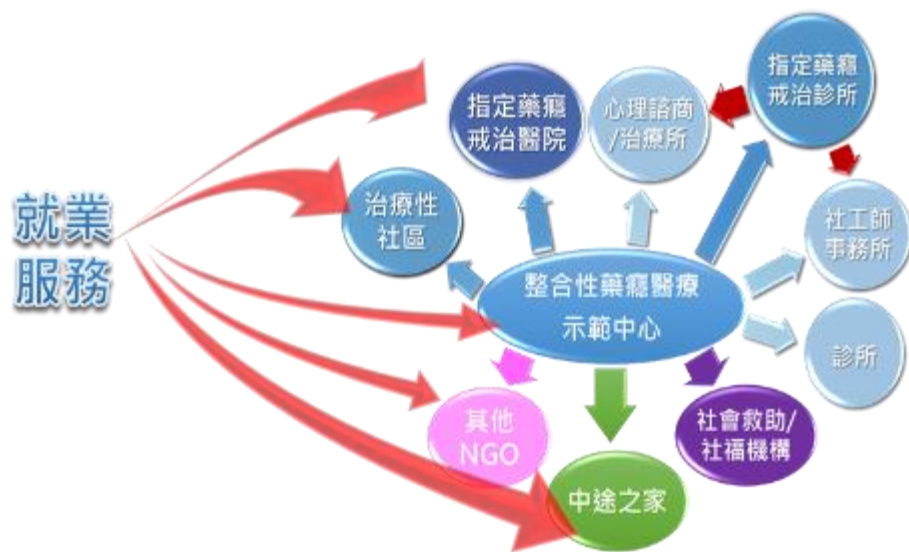 指定藥癮
戒治診所
指定藥癮
戒治醫院
心理諮商
/治療所
治療性
社區
社工師
事務所
就業
服務
整合性藥癮醫療
示範中心
診所
其他
NGO
社會救助/
社福機構
中途之家